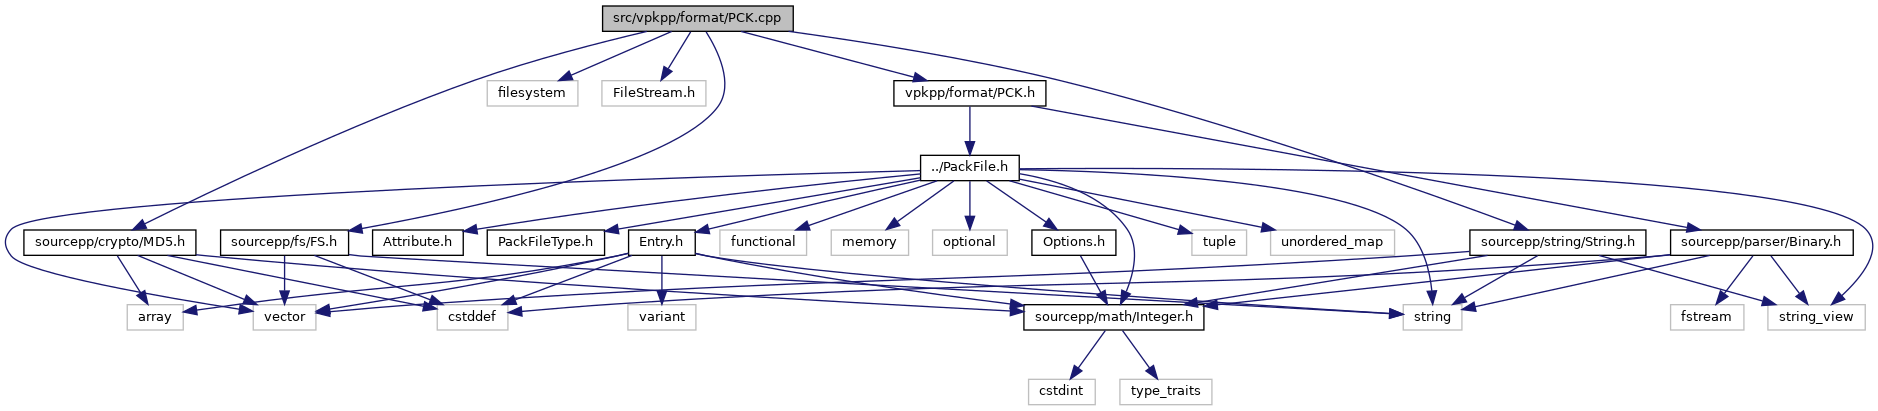 src/vpkpp/format/PCK.cpp
filesystem
FileStream.h
vpkpp/format/PCK.h
../PackFile.h
sourcepp/crypto/MD5.h
sourcepp/fs/FS.h
Attribute.h
PackFileType.h
Entry.h
functional
memory
optional
Options.h
tuple
unordered_map
sourcepp/string/String.h
sourcepp/parser/Binary.h
array
vector
cstddef
variant
sourcepp/math/Integer.h
string
fstream
string_view
cstdint
type_traits